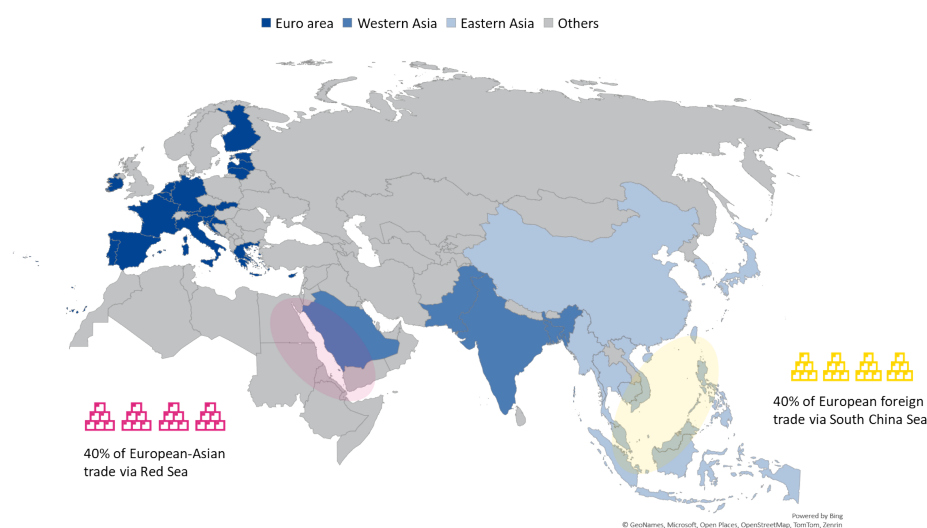 Euro area Western Asia Eastern Asia Others
40% of European foreign
trade via South China Sea
40% of European-Asian
trade via Red Sea
Powered by Bing
© GeoNames, Microsoft, Open Places, OpenStreetMap, TomTom, Zenrin